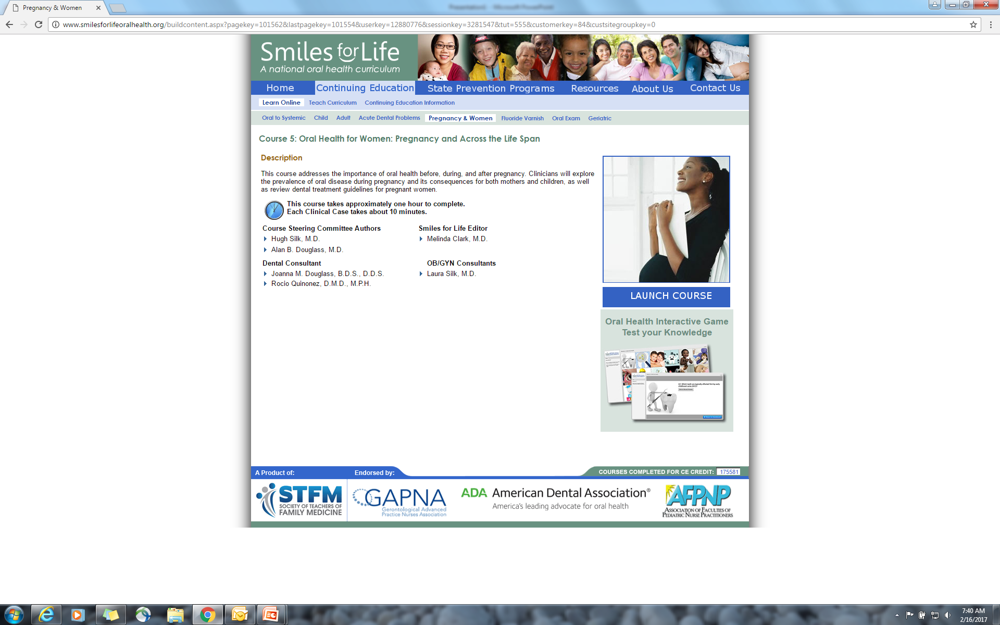 Pregnancy & Women
www.smilesforlifeoralhealth.org/buildcontent.aspx?pagekey=101562&lastpagekey=101554&userkey=12880776&sessionkey=3281547&tut=555&customerkey=84&custsitegroupkey=0
Smiles for Life
A national oral health curriculum
Home Continuing Education State Prevention Programs Resources About Us Contact Us
Learn Online Teach Curriculum Continuing Education Information
Oral to Systemic Child Adult Acute Dental Problems Pregnancy & Women Fluoride Varnish Oral Exam Geriatric
Course 5: Oral Health for Women: Pregnancy and Across the Life Span
Description
This course addresses the importance of oral health before, during, and after pregnancy. Clinicians will explore
the prevalence of oral disease during pregnancy and its consequences for both mothers and children, as well
as review dental treatment guidelines for pregnant women.
This course takes approximately one hour to complete.
Each Clinical Case takes about 10 minutes.
Course Steering Committee Authors
Hugh Silk, M.D.
Alan B. Douglass, M.D.
Smiles for Life Editor
Melinda Clark, M.D.
Dental Consultant
Joanna M. Douglass, B.D.S., D.D.S.
Rocio Quinonez, D.M.D., M.P.H.
OB/GYN Consultants
Laura Silk, M.D.
LAUNCH COURSE
Oral Health Interactive Game
Test your Knowledge
A Product of:
Endorsed by:
COURSES COMPLETED FOR CE CREDIT: 175581
STFM
SOCIETY OF TEACHERS OF
FAMILY MEDICINE
GAPNA
Gerontological Advanced
Practice Nurses Association
ADA American Dental Association®
America's leading advocate for oral health
AFPNP
ASSOCIATION OF FACULTIES OF
PEDIATRIC NURSE PRACTITIONERS
7:40 AM
2/16/2017